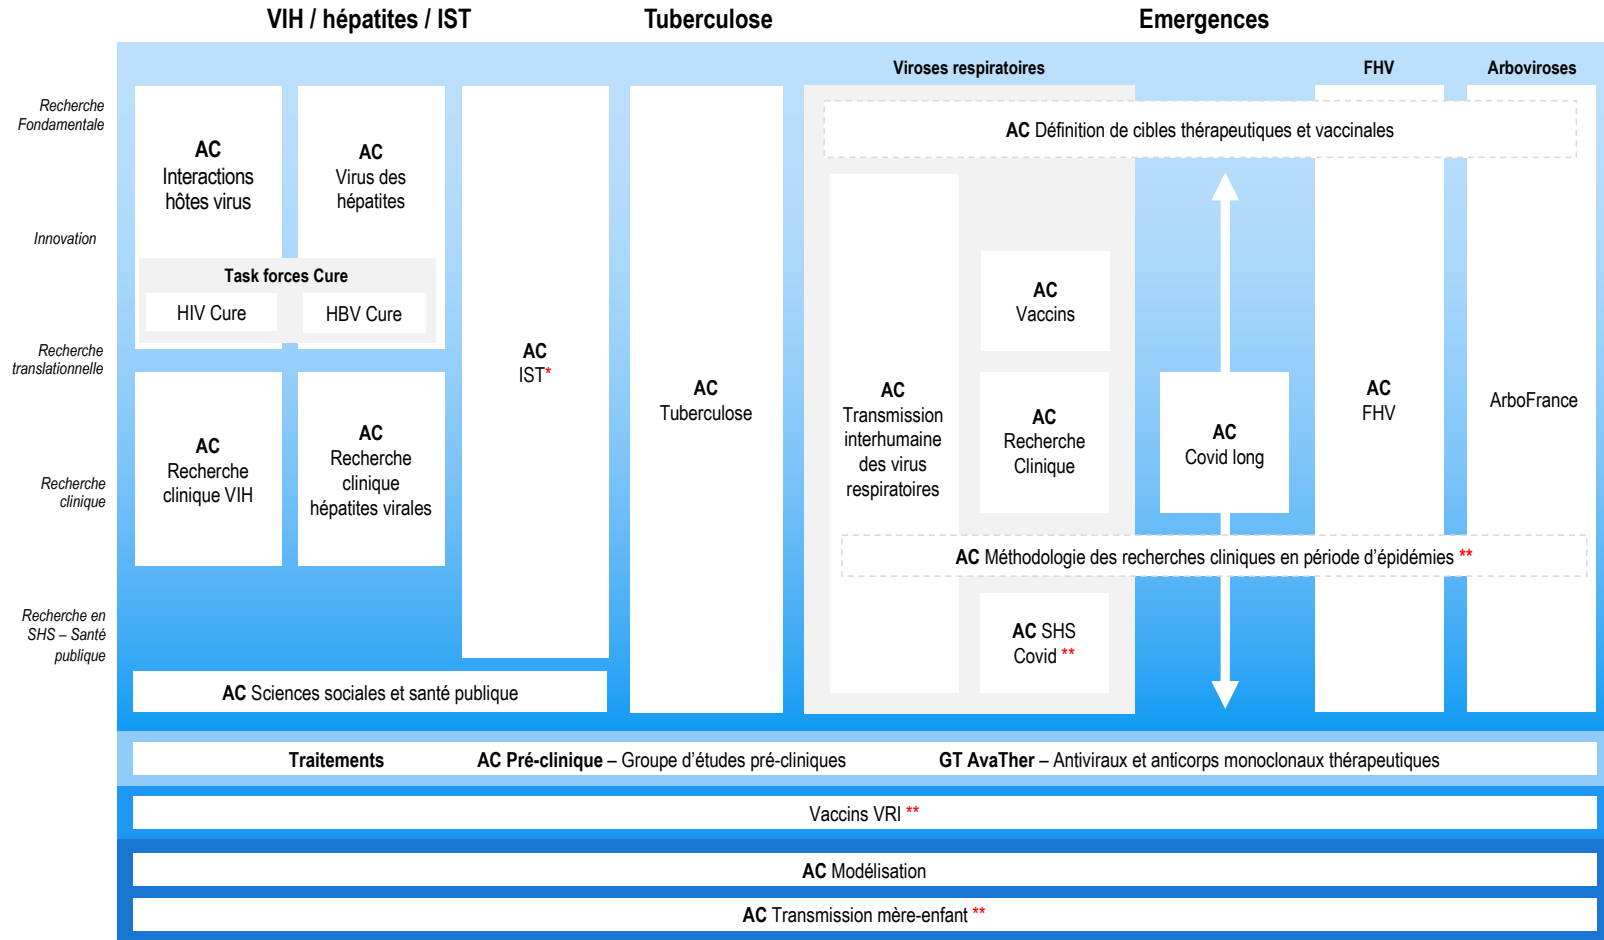 VIH / hépatites / IST
Tuberculose
Emergences
Viroses respiratoires
FHV
Arboviroses
Recherche
Fondamentale
Innovation
Recherche
translationnelle
Recherche
clinique
Recherche en
SHS – Santé
publique
AC
Interactions
hôtes virus
AC
Virus des
hépatites
Task forces Cure
HIV Cure
HBV Cure
AC
Recherche
clinique VIH
AC
Recherche
clinique
hépatites virales
AC
IST*
AC Sciences sociales et santé publique
AC
Tuberculose
AC Définition de cibles thérapeutiques et vaccinales
AC
Transmission
interhumaine
des virus
respiratoires
AC
Vaccins
AC
Recherche
Clinique
AC
Covid long
AC
FHV
ArboFrance
AC Méthodologie des recherches cliniques en période d’épidémies **
AC SHS
Covid **
Traitements AC Pré-clinique – Groupe d’études pré-cliniques GT AvaTher – Antiviraux et anticorps monoclonaux thérapeutiques
Vaccins VRI **
AC Modélisation
AC Transmission mère-enfant **